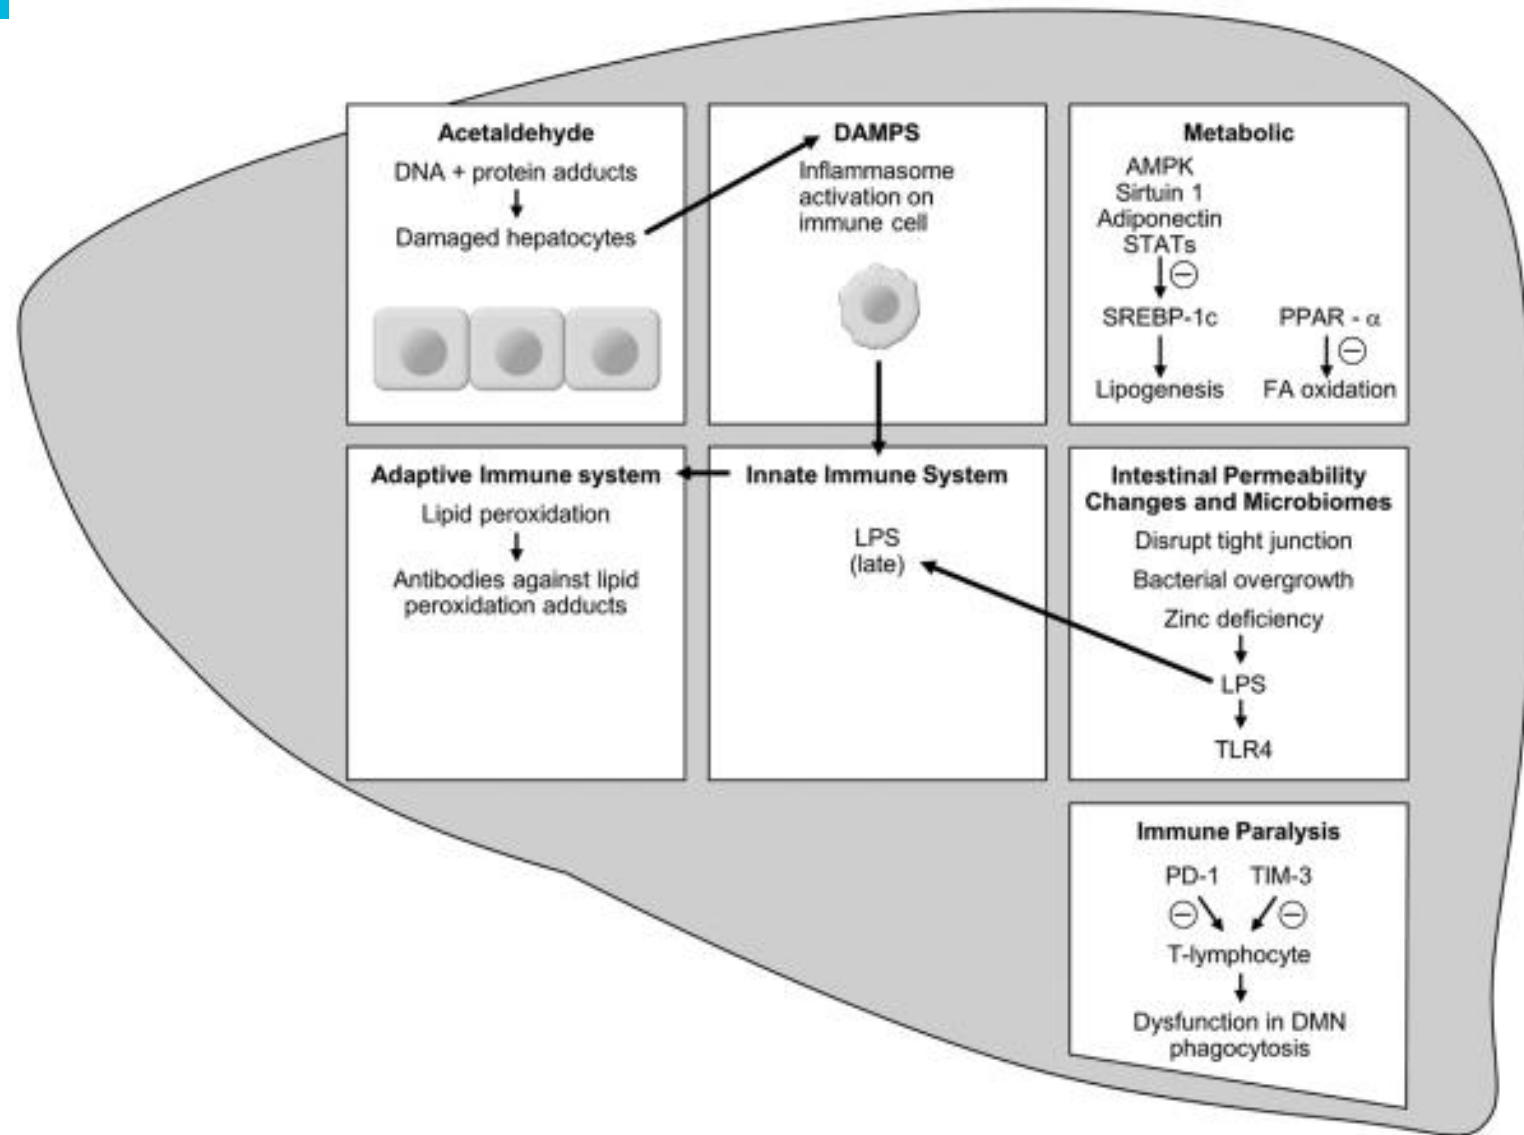 Acetaldehyde
DNA + protein adducts
Damaged hepatocytes
DAMPS
Inflammasome
activation on
immune cell
Metabolic
AMPK
Sirtuin 1
Adiponectin
STATs
−
SREBP-1c
Lipogenesis
PPAR - α
−
FA oxidation
Adaptive Immune system
Lipid peroxidation
Antibodies against lipid
peroxidation adducts
Innate Immune System
LPS
(late)
Intestinal Permeability
Changes and Microbiomes
Disrupt tight junction
Bacterial overgrowth
Zinc deficiency
LPS
TLR4
Immune Paralysis
PD-1 TIM-3
− −
T-lymphocyte
Dysfunction in DMN
phagocytosis